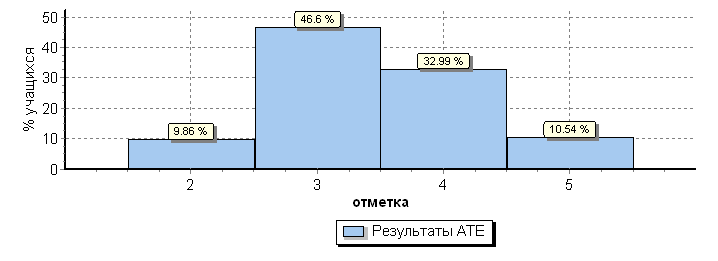 % учащихся
50
40
30
20
10
0
9.86 %
46.6 %
32.99 %
10.54 %
2 3 4 5
отметка
Результаты АТЕ